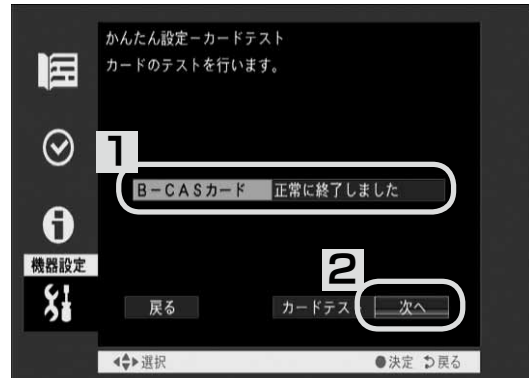 かんたん設定－カードテスト
カードのテストを行います。
1
B－CASカード 正常に終了しました
機器設定
2
戻る カードテス 次へ
選択 決定 戻る